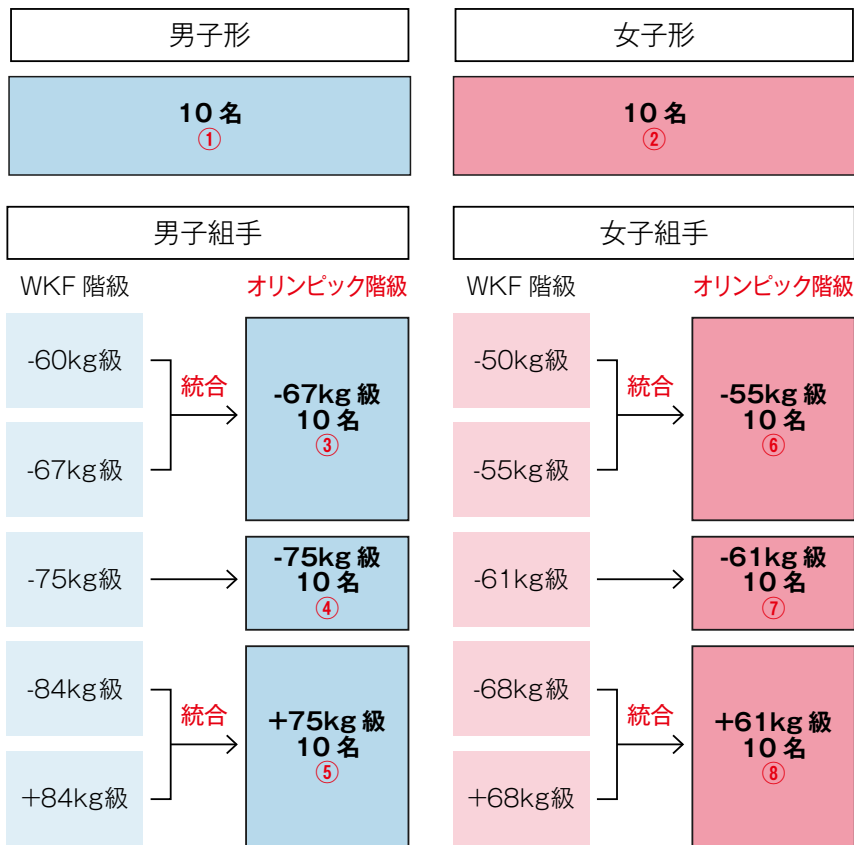 男子形
10名
①
女子形
10名
②
男子組手
WKF 階級
オリンピック階級
-60kg級
-67kg級
統合
-67kg級
10名
③
-75kg級
-75kg級
10名
④
-84kg級
+84kg級
統合
+75kg級
10名
⑤
女子組手
WKF 階級
オリンピック階級
-50kg級
-55kg級
統合
-55kg級
10名
⑥
-61kg級
-61kg級
10名
⑦
-68kg級
+68kg級
統合
+61kg級
10名
⑧